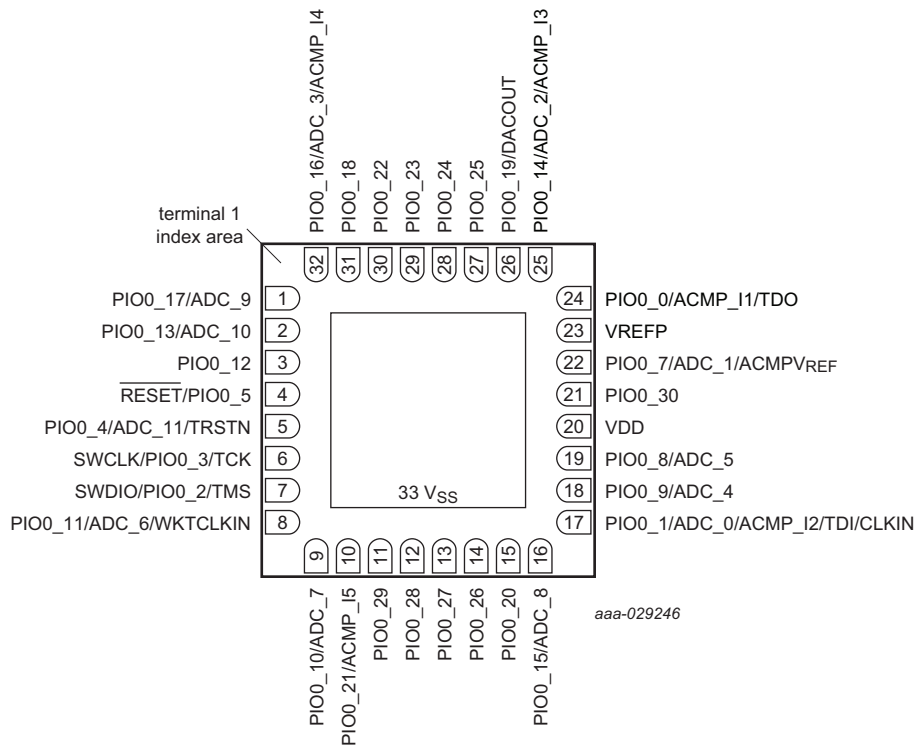 PIO0_16/ADC_3/ACMP_I4
PIO0_18
PIO0_22
PIO0_23
PIO0_24
PIO0_25
PIO0_19/DACOUT
PIO0_14/ADC_2/ACMP_I3
terminal 1
index area
32
31
30
29
28
27
26
25
PIO0_17/ADC_9
1
PIO0_13/ADC_10
2
PIO0_12
3
RESET/PIO0_5
4
PIO0_4/ADC_11/TRSTN
5
SWCLK/PIO0_3/TCK
6
SWDIO/PIO0_2/TMS
7
PIO0_11/ADC_6/WKTCLKIN
8
24
PIO0_0/ACMP_I1/TDO
23
VREFP
22
PIO0_7/ADC_1/ACMPVREF
21
PIO0_30
20
VDD
19
PIO0_8/ADC_5
18
PIO0_9/ADC_4
17
PIO0_1/ADC_0/ACMP_I2/TDI/CLKIN
33 VSS
9
10
11
12
13
14
15
16
PIO0_10/ADC_7
PIO0_21/ACMP_I5
PIO0_29
PIO0_28
PIO0_27
PIO0_26
PIO0_20
PIO0_15/ADC_8
aaa-029246